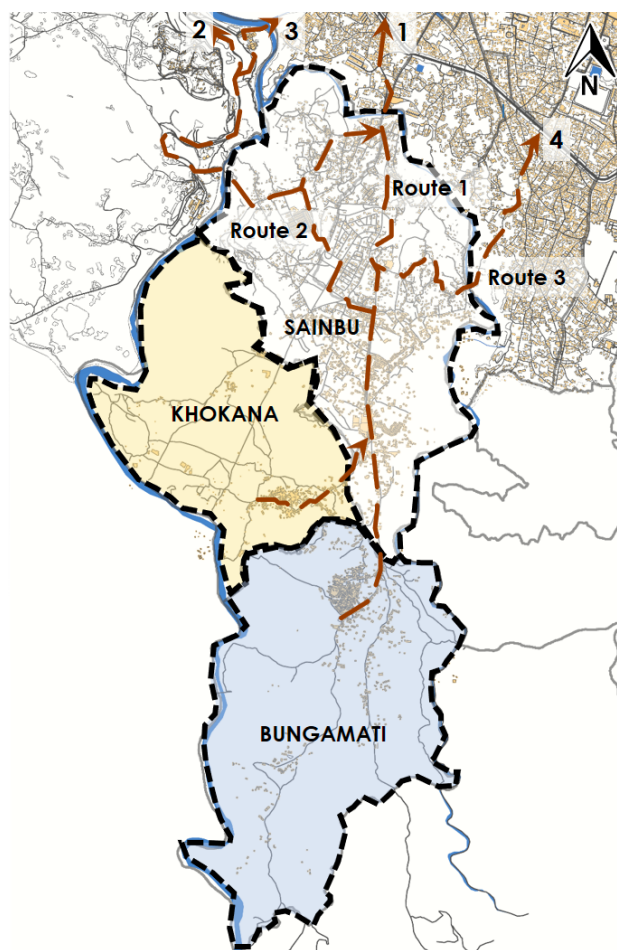 2
3
1
N
4
Route 1
Route 2
Route 3
SAINBU
KHOKANA
BUNGAMATI